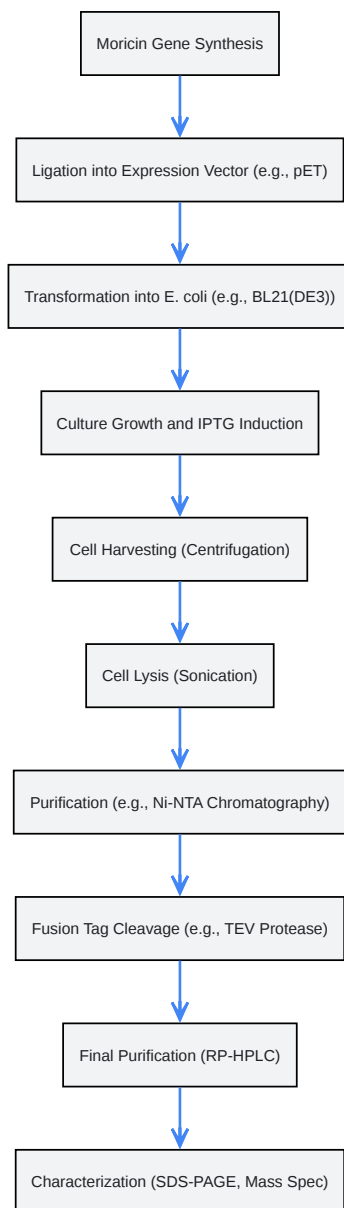 Moricin Gene Synthesis
Ligation into Expression Vector (e.g., pET)
Transformation into E. coli (e.g., BL21(DE3))
Culture Growth and IPTG Induction
Cell Harvesting (Centrifugation)
Cell Lysis (Sonication)
Purification (e.g., Ni-NTA Chromatography)
Fusion Tag Cleavage (e.g., TEV Protease)
Final Purification (RP-HPLC)
Characterization (SDS-PAGE, Mass Spec)